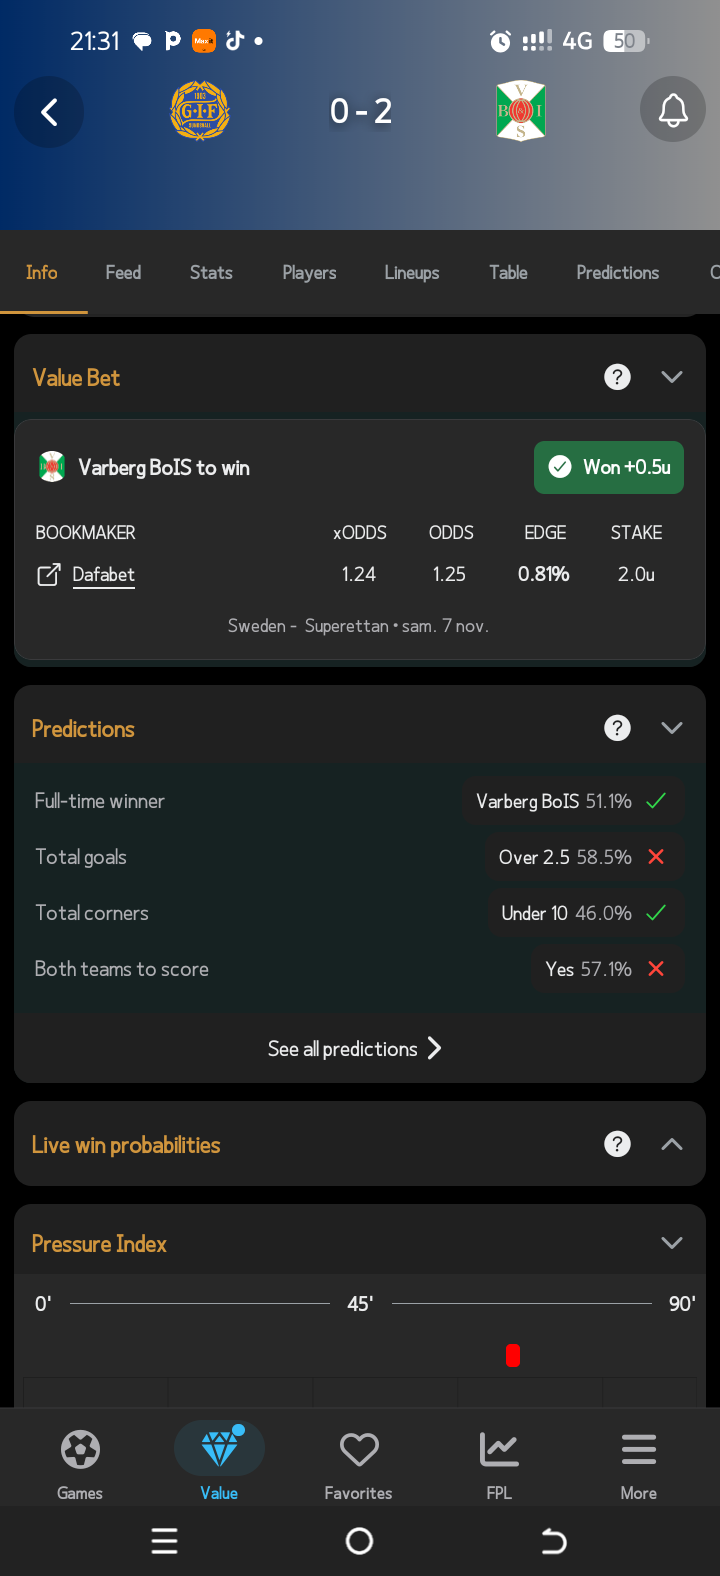 21:31 4G 50
1903 GIF SUNDSVALL 0 - 2 V B I S
Info Feed Stats Players Lineups Table Predictions
Value Bet ?
Varberg BoIS to win Won +0.5u
BOOKMAKER xODDS ODDS EDGE STAKE
Dafabet 1.24 1.25 0.81% 2.0u
Sweden - Superettan • sam. 7 nov.
Predictions ?
Full-time winner Varberg BoIS 51.1%
Total goals Over 2.5 58.5%
Total corners Under 10 46.0%
Both teams to score Yes 57.1%
See all predictions
Live win probabilities ?
Pressure Index
0' 45' 90'
Games Value Favorites FPL More